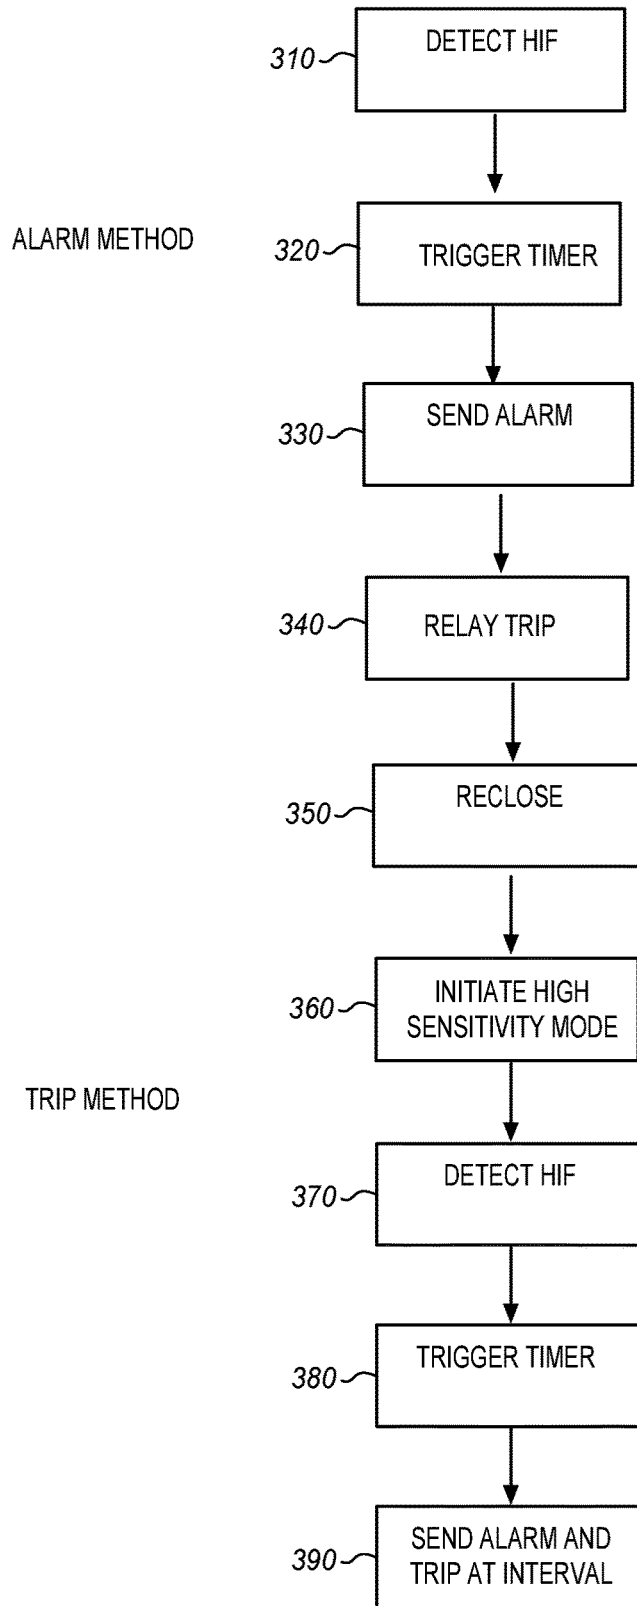 310
DETECT HIF
ALARM METHOD
320
TRIGGER TIMER
330
SEND ALARM
340
RELAY TRIP
350
RECLOSE
360
INITIATE HIGH
SENSITIVITY MODE
TRIP METHOD
370
DETECT HIF
380
TRIGGER TIMER
390
SEND ALARM AND
TRIP AT INTERVAL